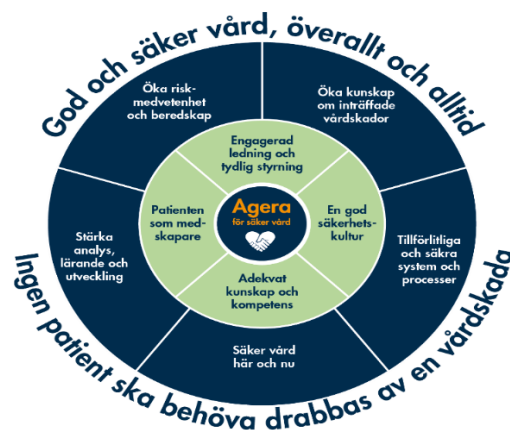 God och säker vård, överallt och alltid
Öka risk-
medvetenhet
och beredskap
Öka kunskap
om inträffade
vårdskador
Engagerad
ledning och
tydlig styrning
Patienten
som med-
skapare
Agera
för säker vård
En god
säkerhets-
kultur
Stärka
analys,
lärande och
utveckling
Tillförlitliga
och säkra
system och
processer
Adekvat
kunskap och
kompetens
Säker vård
här och nu
Ingen patient ska behöva drabbas av en vårdskada